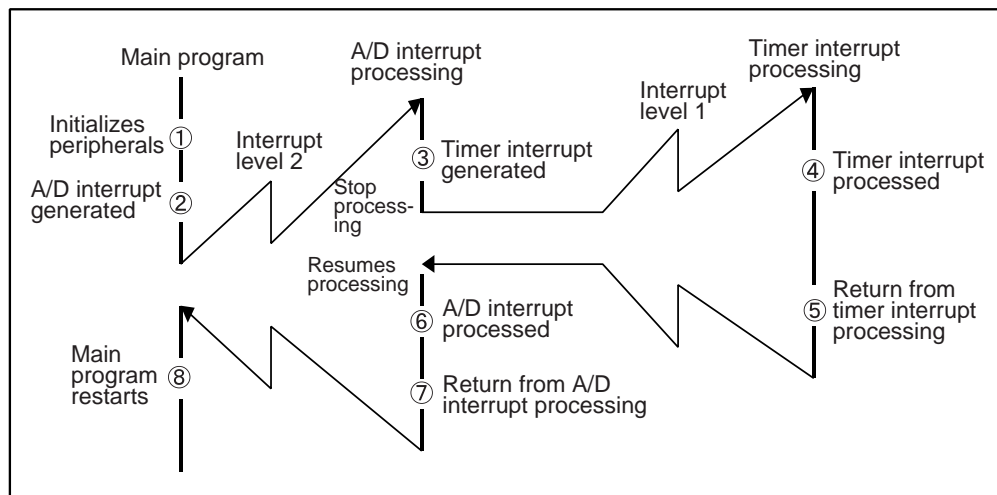 Main program
Initializes
peripherals
①
A/D interrupt
generated
②
Interrupt
level 2
A/D interrupt
processing
③
Timer interrupt
generated
Stop
process-
ing
Interrupt
level 1
Timer interrupt
processing
④
Timer interrupt
processed
⑤
Return from
timer interrupt
processing
Resumes
processing
⑥
A/D interrupt
processed
⑦
Return from A/D
interrupt processing
Main
program
restarts
⑧